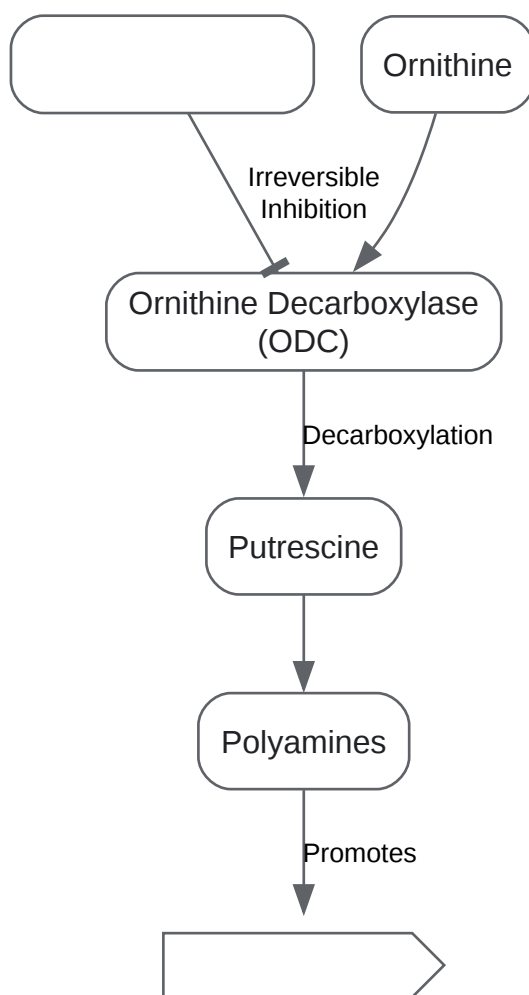 Ornithine
Irreversible
Inhibition
Ornithine Decarboxylase
(ODC)
Decarboxylation
Putrescine
Polyamines
Promotes